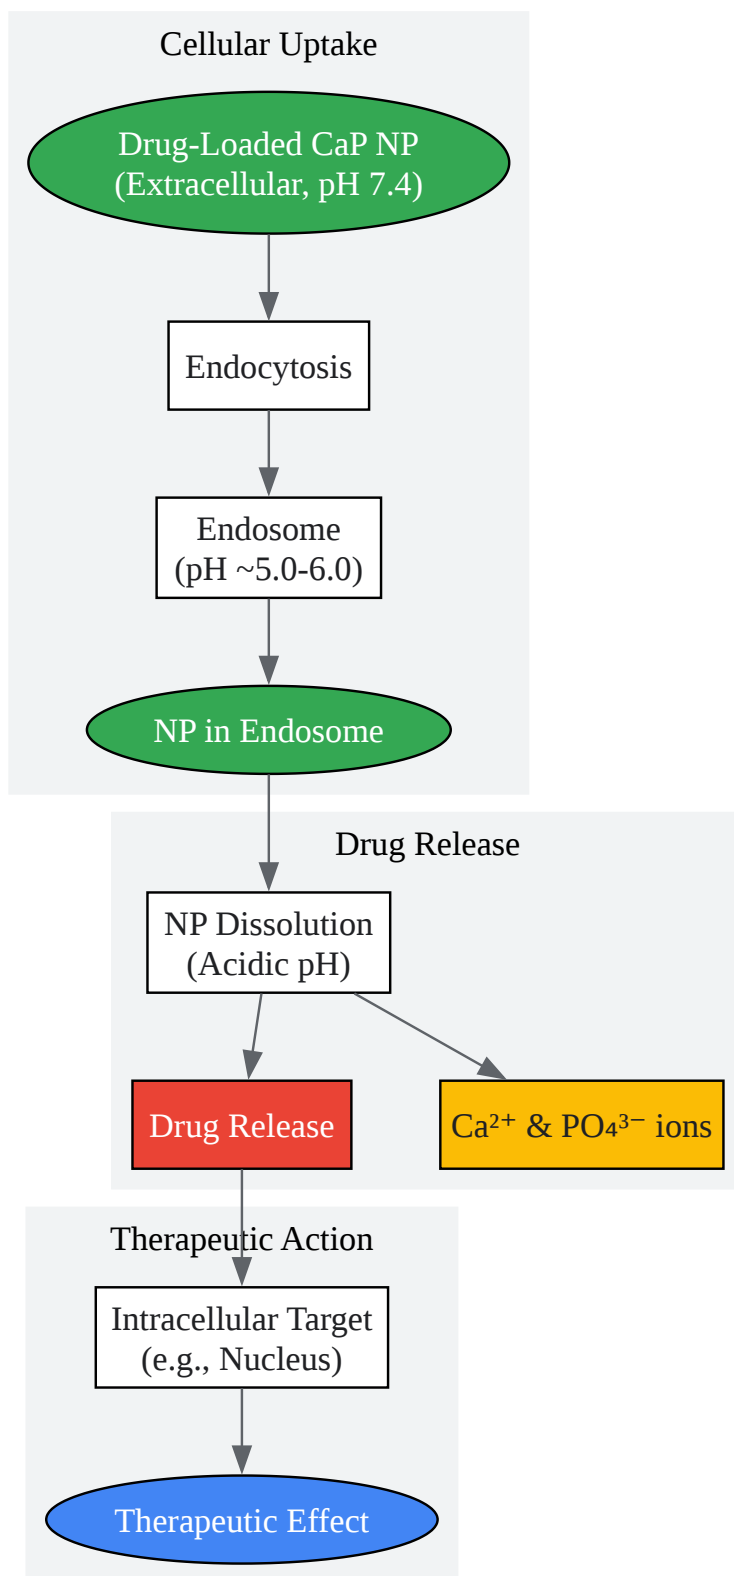 Cellular Uptake
Drug-Loaded CaP NP
(Extracellular, pH 7.4)
Endocytosis
Endosome
(pH ~5.0-6.0)
NP in Endosome
Drug Release
NP Dissolution
(Acidic pH)
Drug Release
Ca²⁺ & PO₄³⁻ ions
Therapeutic Action
Intracellular Target
(e.g., Nucleus)
Therapeutic Effect